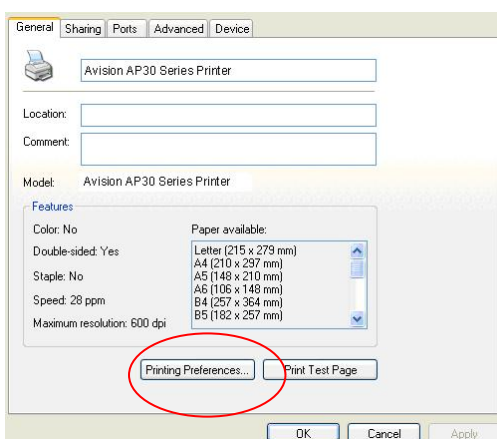 General Sharing Ports Advanced Device
Avision AP30 Series Printer
Location:
Comment:
Model: Avision AP30 Series Printer
Features
Color: No
Double-sided: Yes
Staple: No
Speed: 28 ppm
Maximum resolution: 600 dpi
Paper available:
Letter (215 x 279 mm)
A4 (210 x 297 mm)
A5 (148 x 210 mm)
A6 (106 x 148 mm)
B4 (257 x 364 mm)
B5 (182 x 257 mm)
Printing Preferences... Print Test Page
OK Cancel Apply